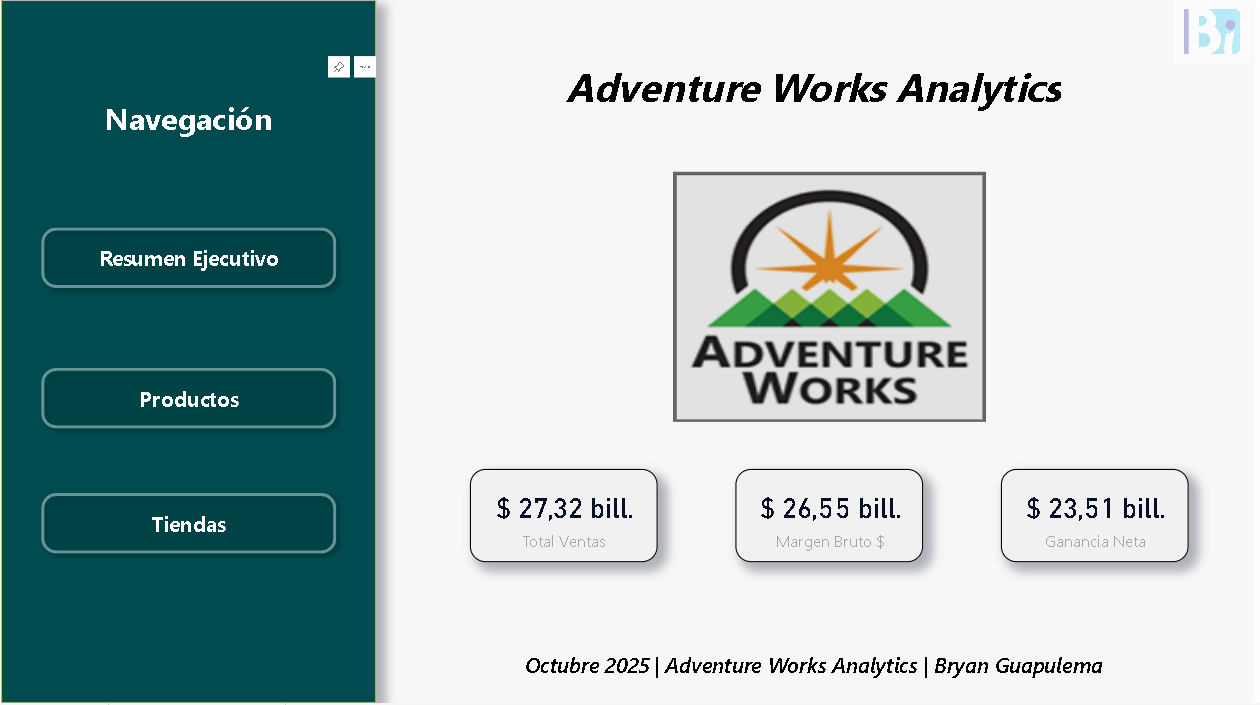 Bi
Adventure Works Analytics
Navegación
Resumen Ejecutivo
Productos
Tiendas
ADVENTURE
WORKS
$ 27,32 bill.
Total Ventas
$ 26,55 bill.
Margen Bruto $
$ 23,51 bill.
Ganancia Neta
Octubre 2025 | Adventure Works Analytics | Bryan Guapulema